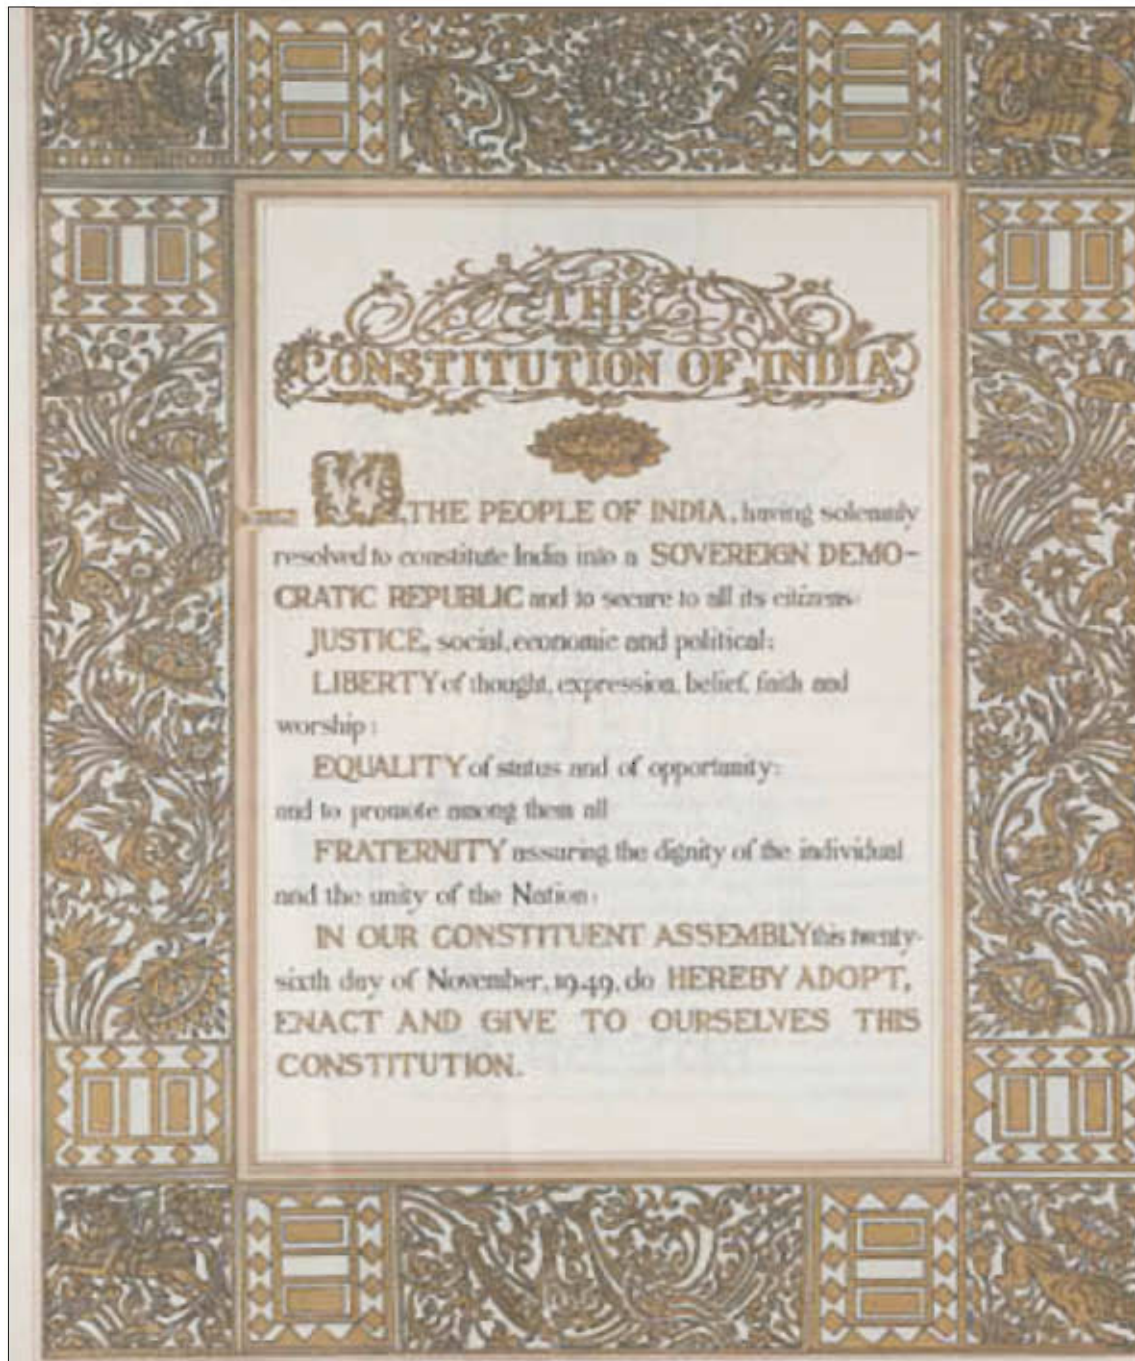 THE
CONSTITUTION OF INDIA
WE, THE PEOPLE OF INDIA, having solemnly
resolved to constitute India into a SOVEREIGN DEMO-
CRATIC REPUBLIC and to secure to all its citizens:
JUSTICE, social, economic and political;
LIBERTY of thought, expression, belief, faith and
worship;
EQUALITY of status and of opportunity;
and to promote among them all
FRATERNITY assuring the dignity of the individual
and the unity of the Nation;
IN OUR CONSTITUENT ASSEMBLY this twenty-
sixth day of November, 1949, do HEREBY ADOPT,
ENACT AND GIVE TO OURSELVES THIS
CONSTITUTION.